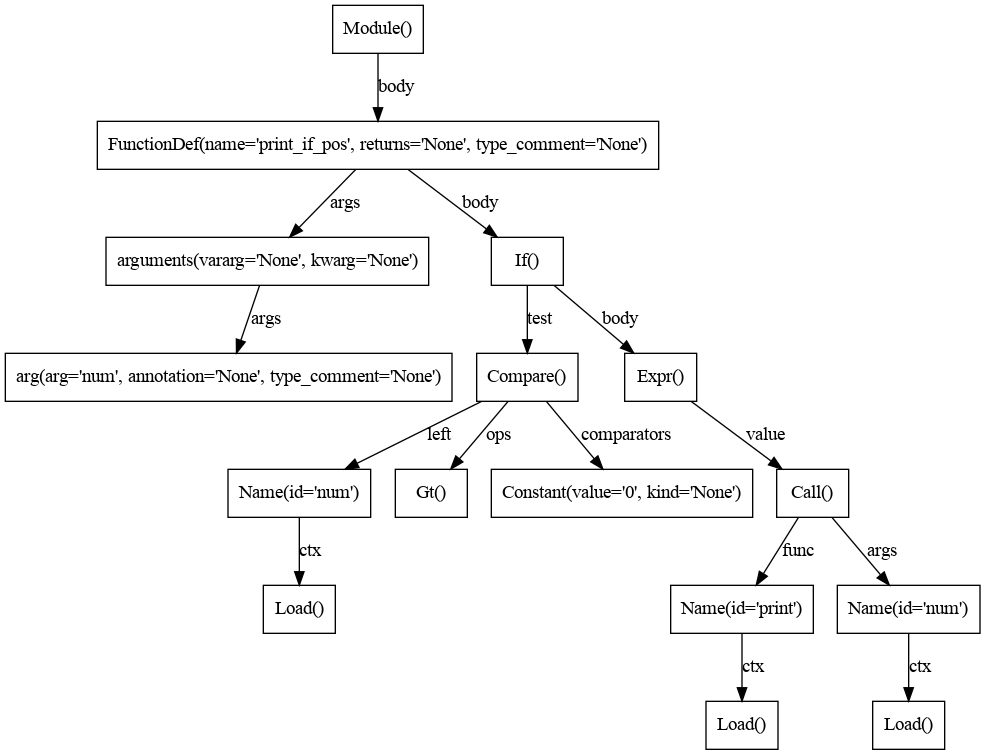 Module()
body
FunctionDef(name='print_if_pos', returns='None', type_comment='None')
args
body
arguments(vararg='None', kwarg='None')
If()
args
test
body
arg(arg='num', annotation='None', type_comment='None')
Compare()
Expr()
left
ops
comparators
value
Name(id='num')
Gt()
Constant(value='0', kind='None')
Call()
ctx
func
args
Load()
Name(id='print')
Name(id='num')
ctx
ctx
Load()
Load()